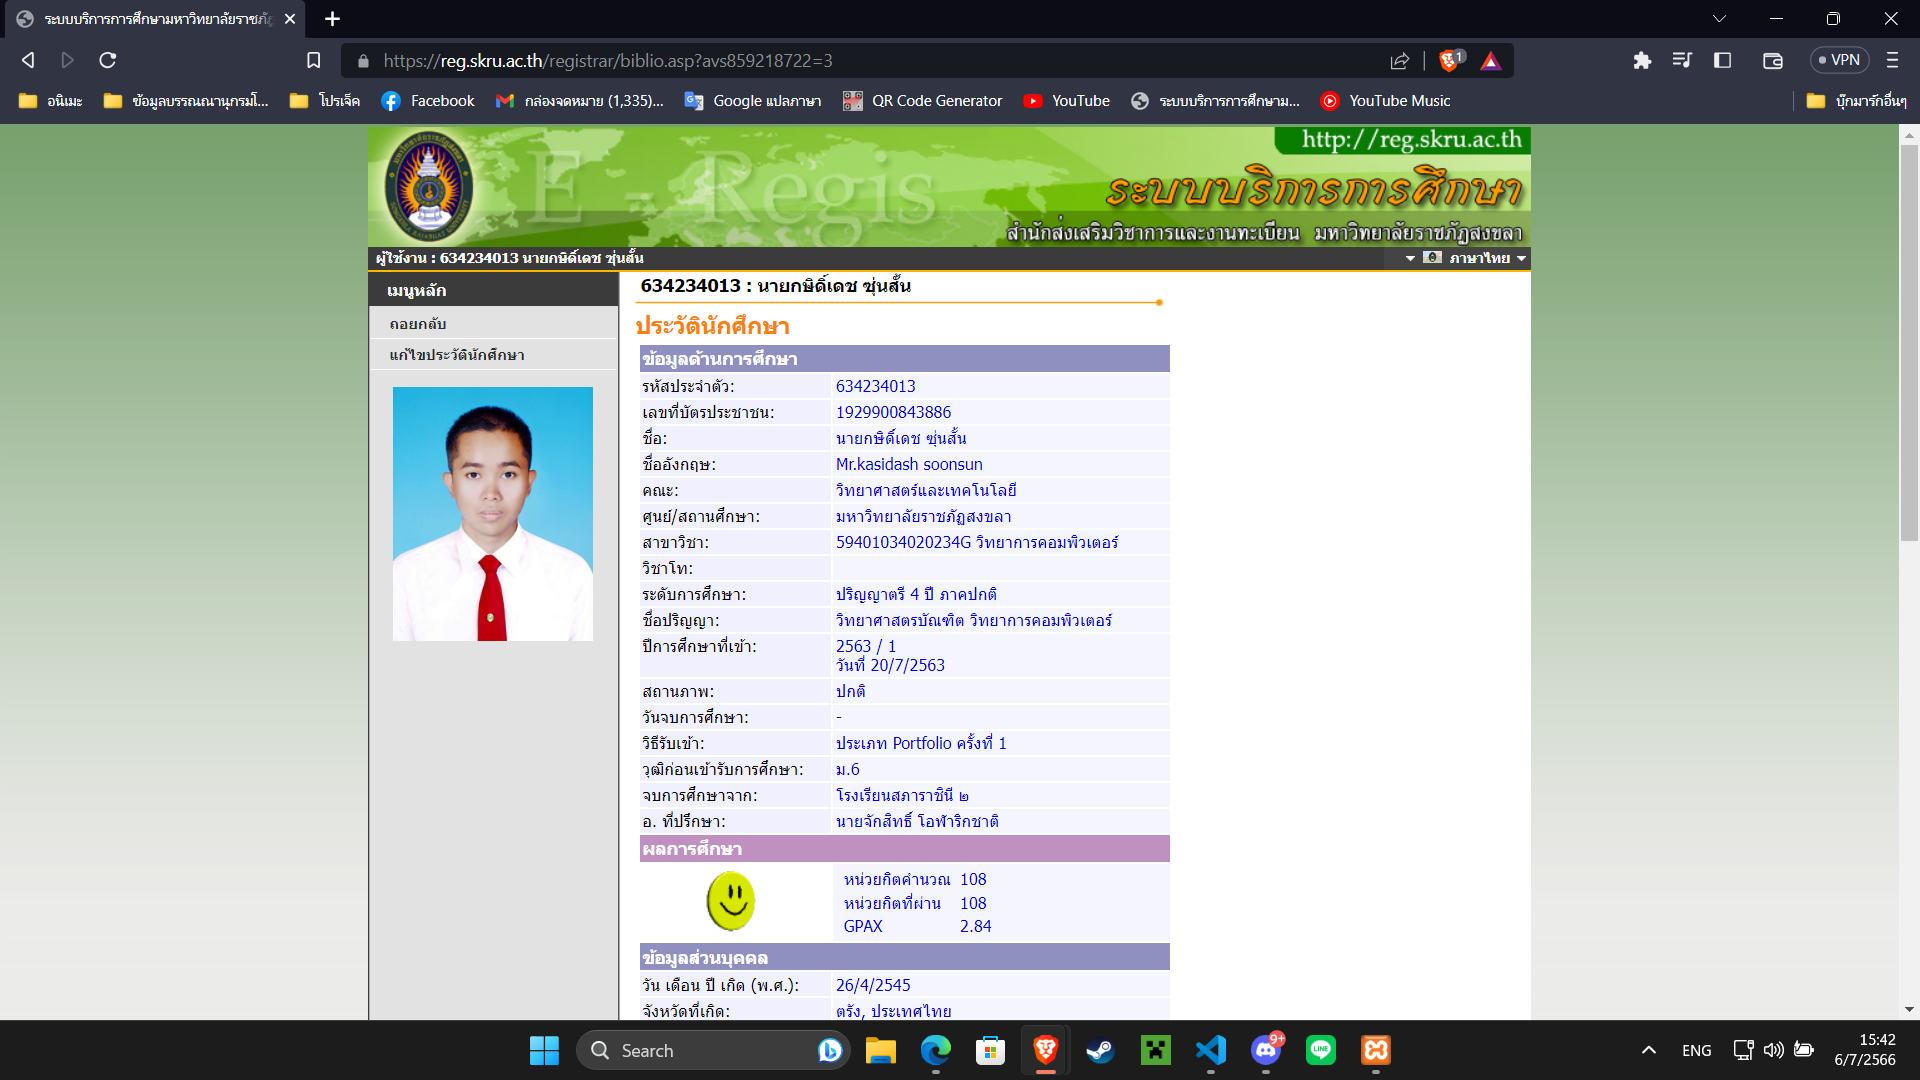 ระบบบริการการศึกษามหาวิทยาลัยราชภัฏ
https://reg.skru.ac.th/registrar/biblio.asp?avs859218722=3
1
VPN
อนิเมะ
ข้อมูลบรรณณานุกรมโ...
โปรเจ็ค
Facebook
กล่องจดหมาย (1,335)...
Google แปลภาษา
QR Code Generator
YouTube
ระบบบริการการศึกษาม...
YouTube Music
บุ๊กมาร์กอื่นๆ
http://reg.skru.ac.th
E - Regis
ระบบบริการการศึกษา
สำนักส่งเสริมวิชาการและงานทะเบียน มหาวิทยาลัยราชภัฏสงขลา
ผู้ใช้งาน : 634234013 นายกษิดิ์เดช ซุ่นสั้น
ภาษาไทย
เมนูหลัก
ถอยกลับ
แก้ไขประวัตินักศึกษา
634234013 : นายกษิดิ์เดช ซุ่นสั้น
ประวัตินักศึกษา
ข้อมูลด้านการศึกษา
รหัสประจำตัว: 634234013
เลขที่บัตรประชาชน: 1929900843886
ชื่อ: นายกษิดิ์เดช ซุ่นสั้น
ชื่ออังกฤษ: Mr.kasidash soonsun
คณะ: วิทยาศาสตร์และเทคโนโลยี
ศูนย์/สถานศึกษา: มหาวิทยาลัยราชภัฏสงขลา
สาขาวิชา: 59401034020234G วิทยาการคอมพิวเตอร์
วิชาโท:
ระดับการศึกษา: ปริญญาตรี 4 ปี ภาคปกติ
ชื่อปริญญา: วิทยาศาสตรบัณฑิต วิทยาการคอมพิวเตอร์
ปีการศึกษาที่เข้า: 2563 / 1
วันที่ 20/7/2563
สถานภาพ: ปกติ
วันจบการศึกษา: -
วิธีรับเข้า: ประเภท Portfolio ครั้งที่ 1
วุฒิก่อนเข้ารับการศึกษา: ม.6
จบการศึกษาจาก: โรงเรียนสภาราชินี ๒
อ. ที่ปรึกษา: นายจักสิทธิ์ โอฬาริกชาติ
ผลการศึกษา
หน่วยกิตคำนวณ 108
หน่วยกิตที่ผ่าน 108
GPAX 2.84
ข้อมูลส่วนบุคคล
วัน เดือน ปี เกิด (พ.ศ.): 26/4/2545
จังหวัดที่เกิด: ตรัง, ประเทศไทย
Search
9+
LINE
ENG
15:42
6/7/2566